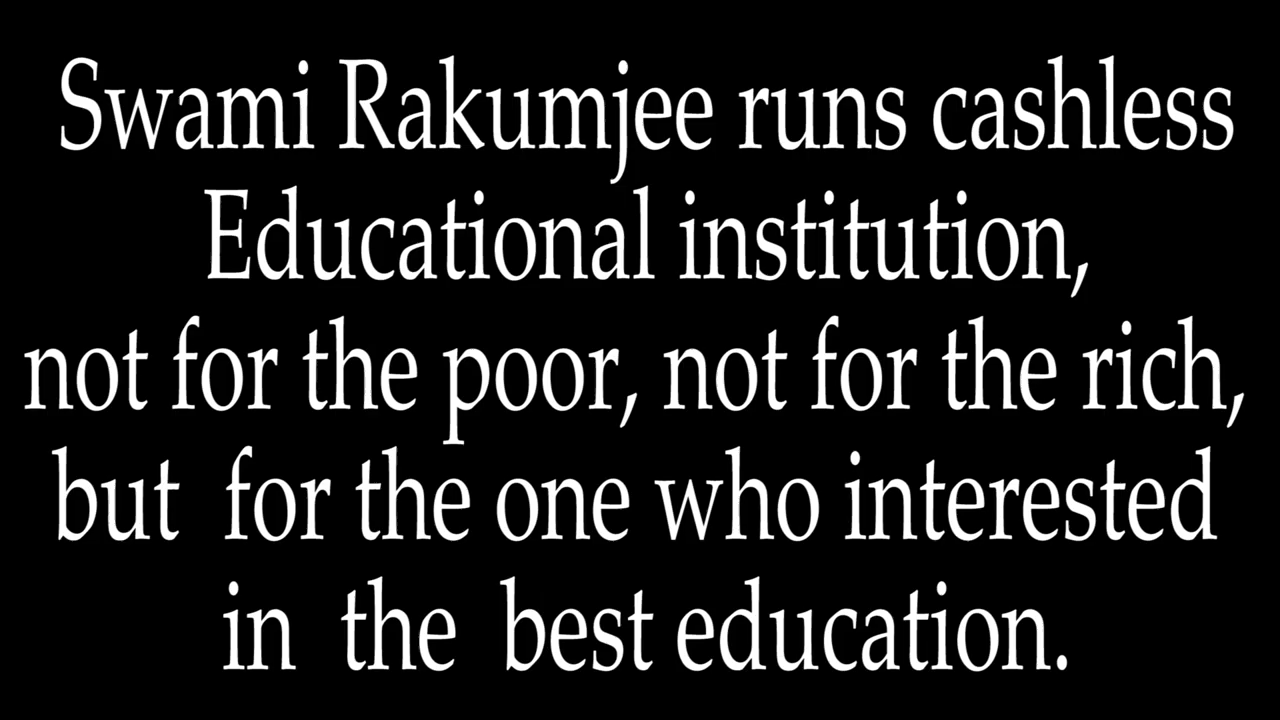 Swami Rakumjee runs cashless
Educational institution,
not for the poor, not for the rich,
but for the one who interested
in the best education.